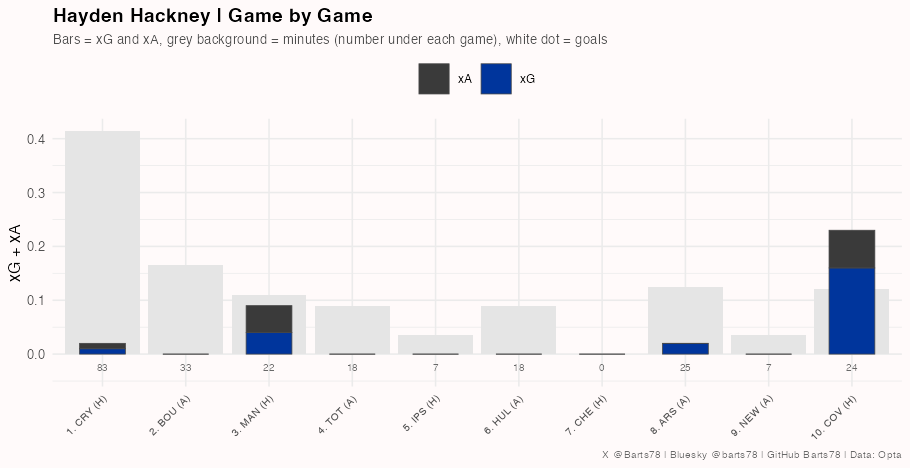 Hayden Hackney | Game by Game
Bars = xG and xA, grey background = minutes (number under each game), white dot = goals
xA
xG
xG + xA
0.4
0.3
0.2
0.1
0.0
83 33 22 18 7 18 0 25 7 24
1. CRY (H)
2. BOU (A)
3. MAN (H)
4. TOT (A)
5. IPS (H)
6. HUL (A)
7. CHE (H)
8. ARS (A)
9. NEW (A)
10. COV (H)
X @Barts78 | Bluesky @barts78 | GitHub Barts78 | Data: Opta